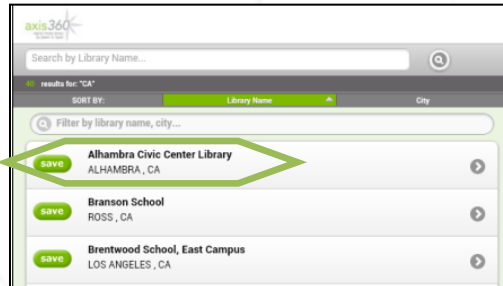 axis360
Search by Library Name...
40 results for: "CA"
SORT BY: Library Name City
Filter by library name, city...
save Alhambra Civic Center Library
ALHAMBRA , CA
save Branson School
ROSS , CA
save Brentwood School, East Campus
LOS ANGELES , CA